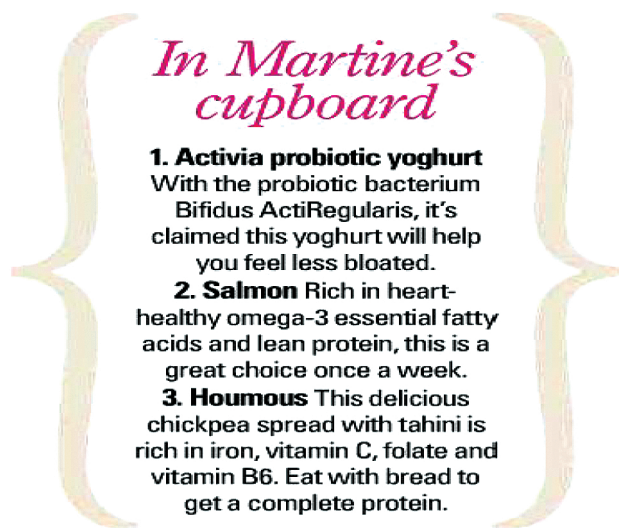 In Martine's
cupboard
1. Activia probiotic yoghurt
With the probiotic bacterium
Bifidus ActiRegularis, it's
claimed this yoghurt will help
you feel less bloated.
2. Salmon Rich in heart-
healthy omega-3 essential fatty
acids and lean protein, this is a
great choice once a week.
3. Houmous This delicious
chickpea spread with tahini is
rich in iron, vitamin C, folate and
vitamin B6. Eat with bread to
get a complete protein.